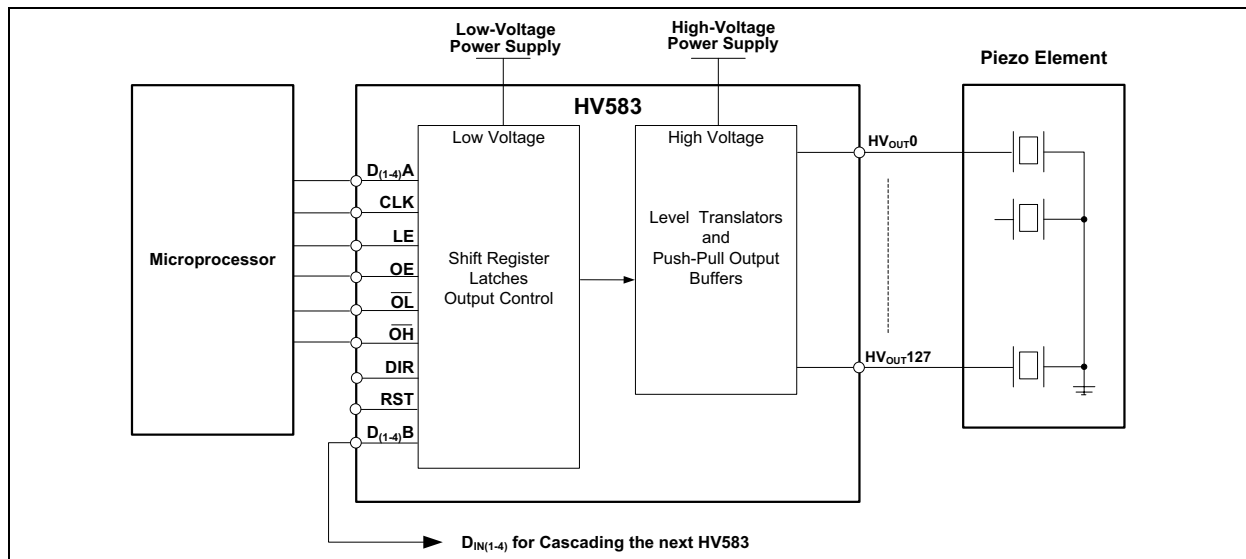 Low-Voltage
Power Supply
High-Voltage
Power Supply
Piezo Element
HV583
Microprocessor
Low Voltage
Shift Register
Latches
Output Control
High Voltage
Level Translators
and
Push-Pull Output
Buffers
D(1-4)A
CLK
LE
OE
O̅L̅
O̅H̅
DIR
RST
D(1-4)B
HVOUT0
HVOUT127
DIN(1-4) for Cascading the next HV583